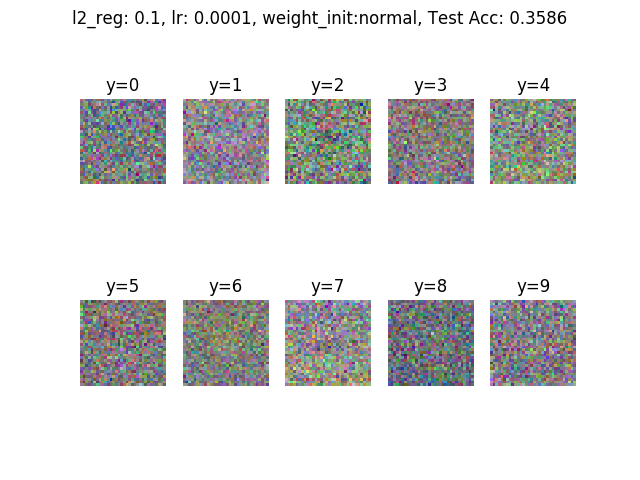 l2_reg: 0.1, lr: 0.0001, weight_init:normal, Test Acc: 0.3586
y=0 y=1 y=2 y=3 y=4
y=5 y=6 y=7 y=8 y=9